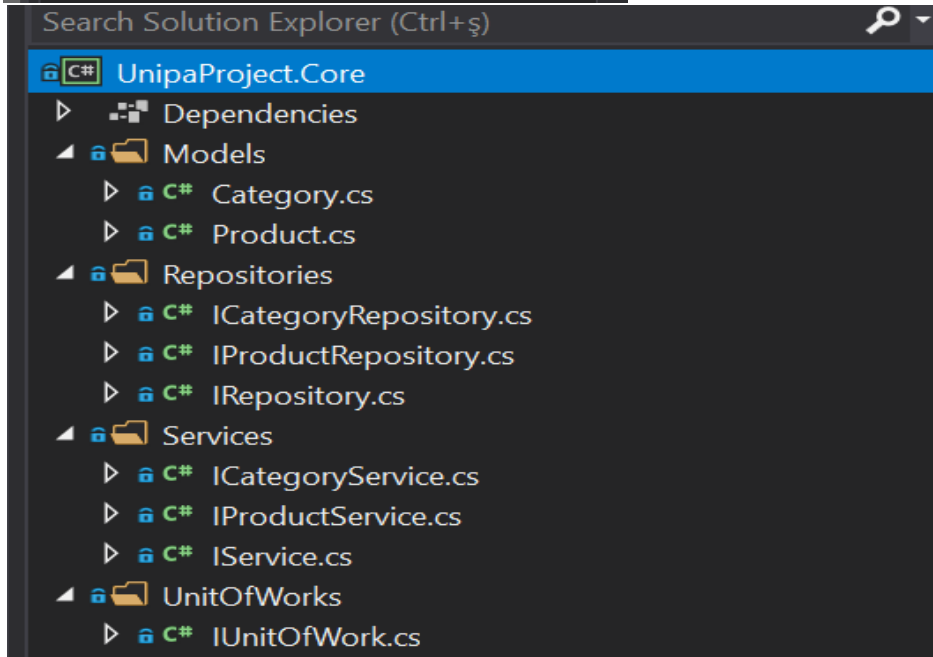 Search Solution Explorer (Ctrl+ş)
C# UnipaProject.Core
Dependencies
Models
C# Category.cs
C# Product.cs
Repositories
C# ICategoryRepository.cs
C# IProductRepository.cs
C# IRepository.cs
Services
C# ICategoryService.cs
C# IProductService.cs
C# IService.cs
UnitOfWorks
C# IUnitOfWork.cs